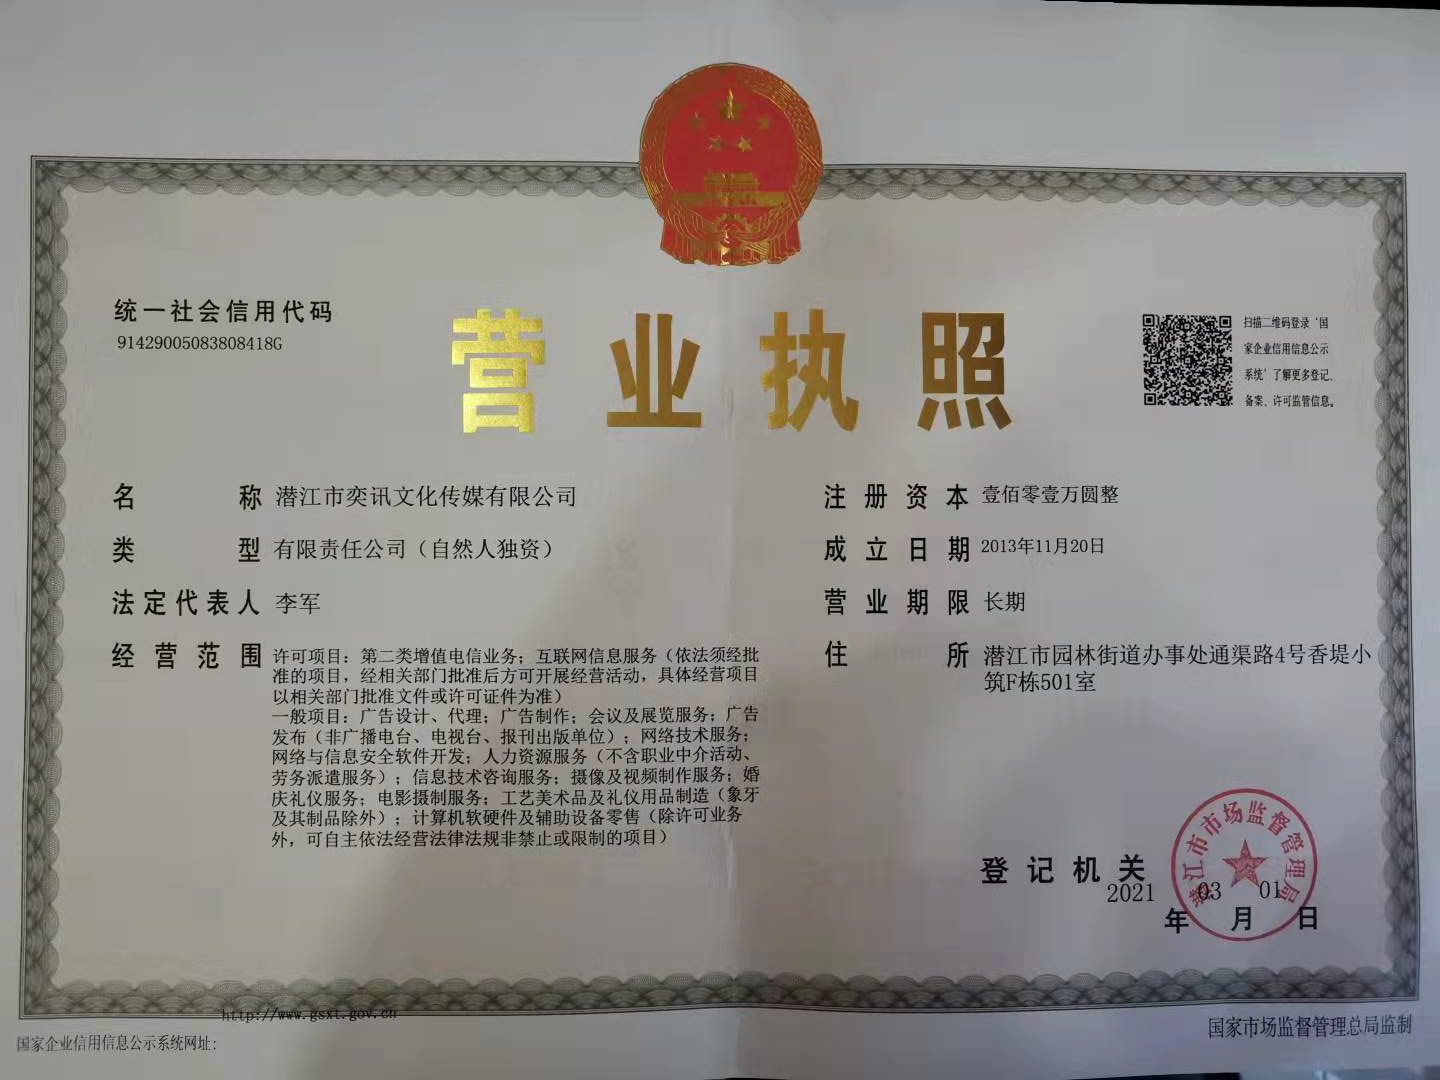 统一社会信用代码
91429005083808418G
营业执照
扫描二维码登录‘国
家企业信用信息公示
系统’了解更多登记、
备案、许可监管信息。
名称 潜江市奕讯文化传媒有限公司
类型 有限责任公司（自然人独资）
法定代表人 李军
经营范围 许可项目：第二类增值电信业务；互联网信息服务（依法须经批
准的项目，经相关部门批准后方可开展经营活动，具体经营项目
以相关部门批准文件或许可证件为准）
一般项目：广告设计、代理；广告制作；会议及展览服务；广告
发布（非广播电台、电视台、报刊出版单位）；网络技术服务；
网络与信息安全软件开发；人力资源服务（不含职业中介活动、
劳务派遣服务）；信息技术咨询服务；摄像及视频制作服务；婚
庆礼仪服务；电影摄制服务；工艺美术品及礼仪用品制造（象牙
及其制品除外）；计算机软硬件及辅助设备零售（除许可业务
外，可自主依法经营法律法规非禁止或限制的项目）
注册资本 壹佰零壹万圆整
成立日期 2013年11月20日
营业期限 长期
住所 潜江市园林街道办事处通渠路4号香堤小
筑F栋501室
登记机关
潜江市市场监督管理局
2021年03月01日
http://www.gsxt.gov.cn
国家企业信用信息公示系统网址:
国家市场监督管理总局监制